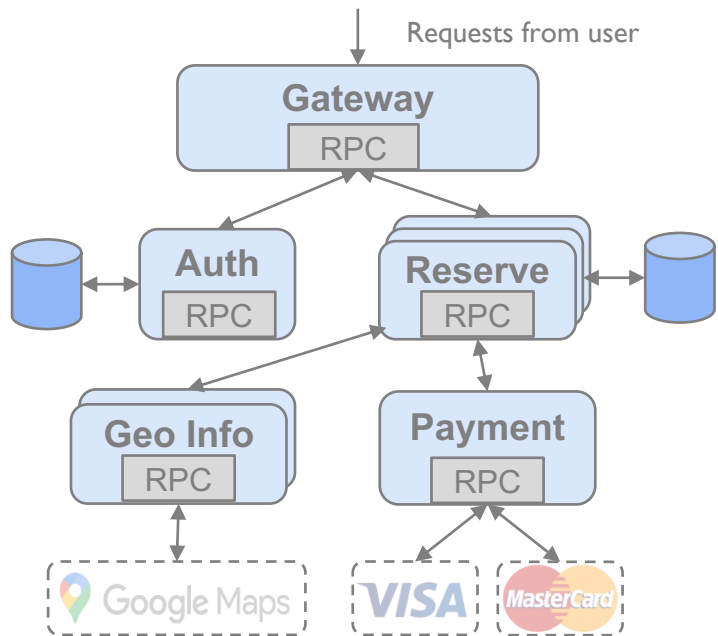 Requests from user
Gateway
RPC
Auth
RPC
Reserve
RPC
Geo Info
RPC
Payment
RPC
Google Maps
VISA
MasterCard